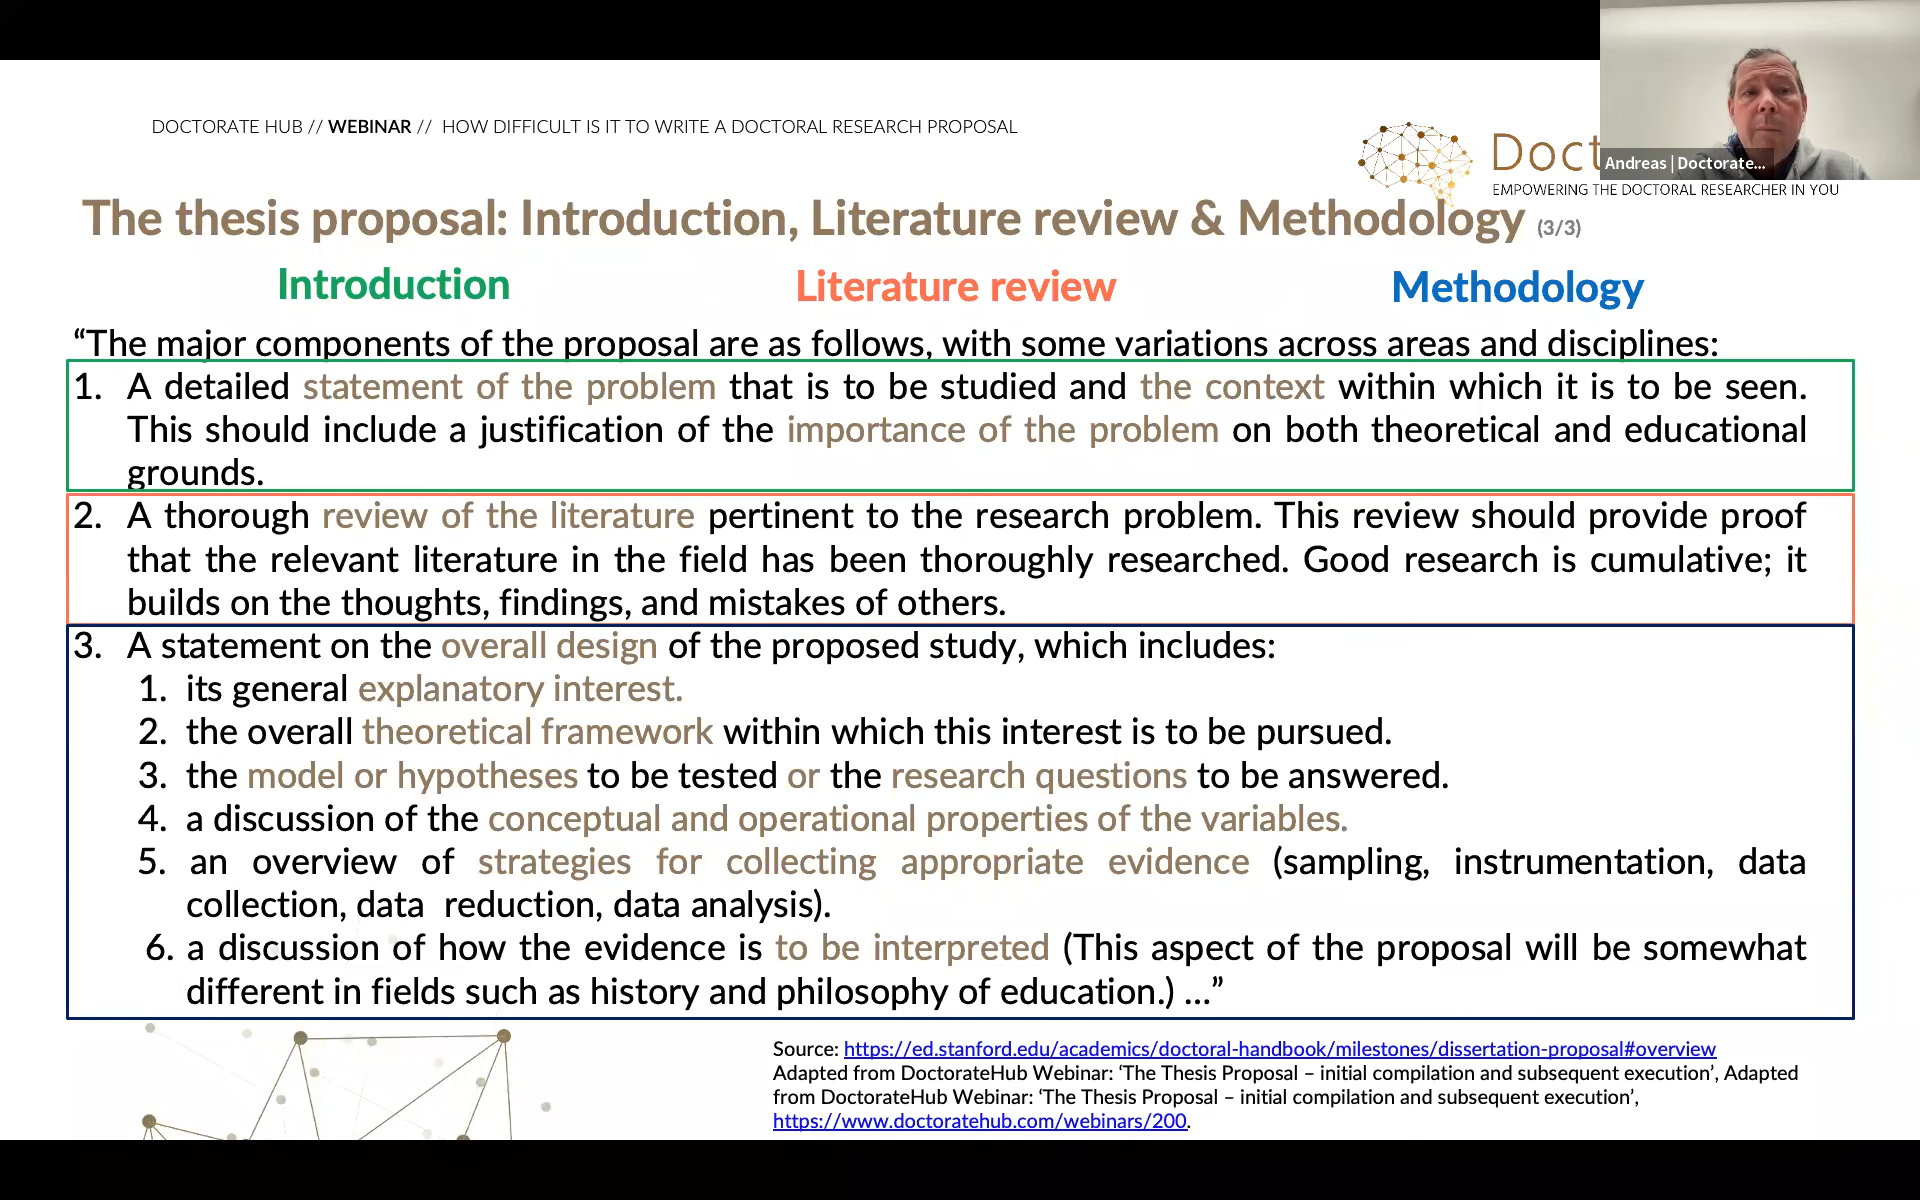 DOCTORATE HUB // WEBINAR // HOW DIFFICULT IS IT TO WRITE A DOCTORAL RESEARCH PROPOSAL
Doct
Andreas | Doctorate...
EMPOWERING THE DOCTORAL RESEARCHER IN YOU
The thesis proposal: Introduction, Literature review & Methodology (3/3)
Introduction
Literature review
Methodology
“The major components of the proposal are as follows, with some variations across areas and disciplines:
1. A detailed statement of the problem that is to be studied and the context within which it is to be seen.
This should include a justification of the importance of the problem on both theoretical and educational
grounds.
2. A thorough review of the literature pertinent to the research problem. This review should provide proof
that the relevant literature in the field has been thoroughly researched. Good research is cumulative; it
builds on the thoughts, findings, and mistakes of others.
3. A statement on the overall design of the proposed study, which includes:
1. its general explanatory interest.
2. the overall theoretical framework within which this interest is to be pursued.
3. the model or hypotheses to be tested or the research questions to be answered.
4. a discussion of the conceptual and operational properties of the variables.
5. an overview of strategies for collecting appropriate evidence (sampling, instrumentation, data
collection, data reduction, data analysis).
6. a discussion of how the evidence is to be interpreted (This aspect of the proposal will be somewhat
different in fields such as history and philosophy of education.) ...”
Source: https://ed.stanford.edu/academics/doctoral-handbook/milestones/dissertation-proposal#overview
Adapted from DoctorateHub Webinar: ‘The Thesis Proposal – initial compilation and subsequent execution’, Adapted
from DoctorateHub Webinar: ‘The Thesis Proposal – initial compilation and subsequent execution’,
https://www.doctoratehub.com/webinars/200.